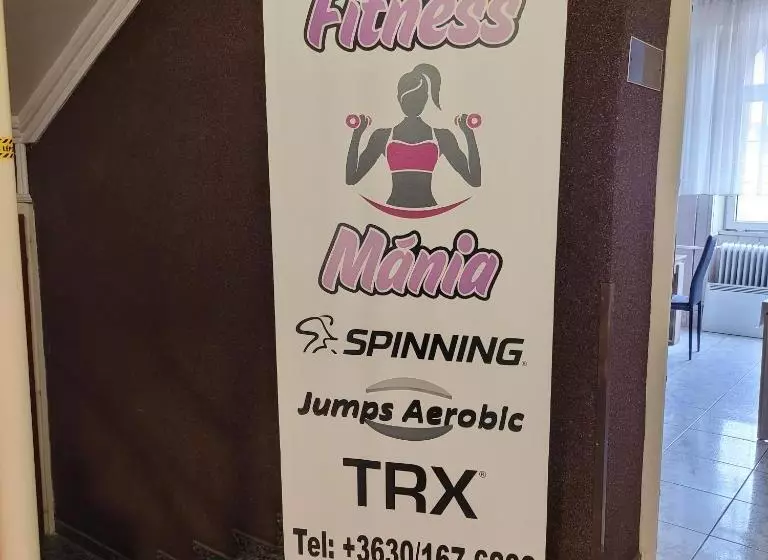 Fitness
Mánia
SPINNING®
Jumps Aerobic
TRX®
Tel: +3630/167